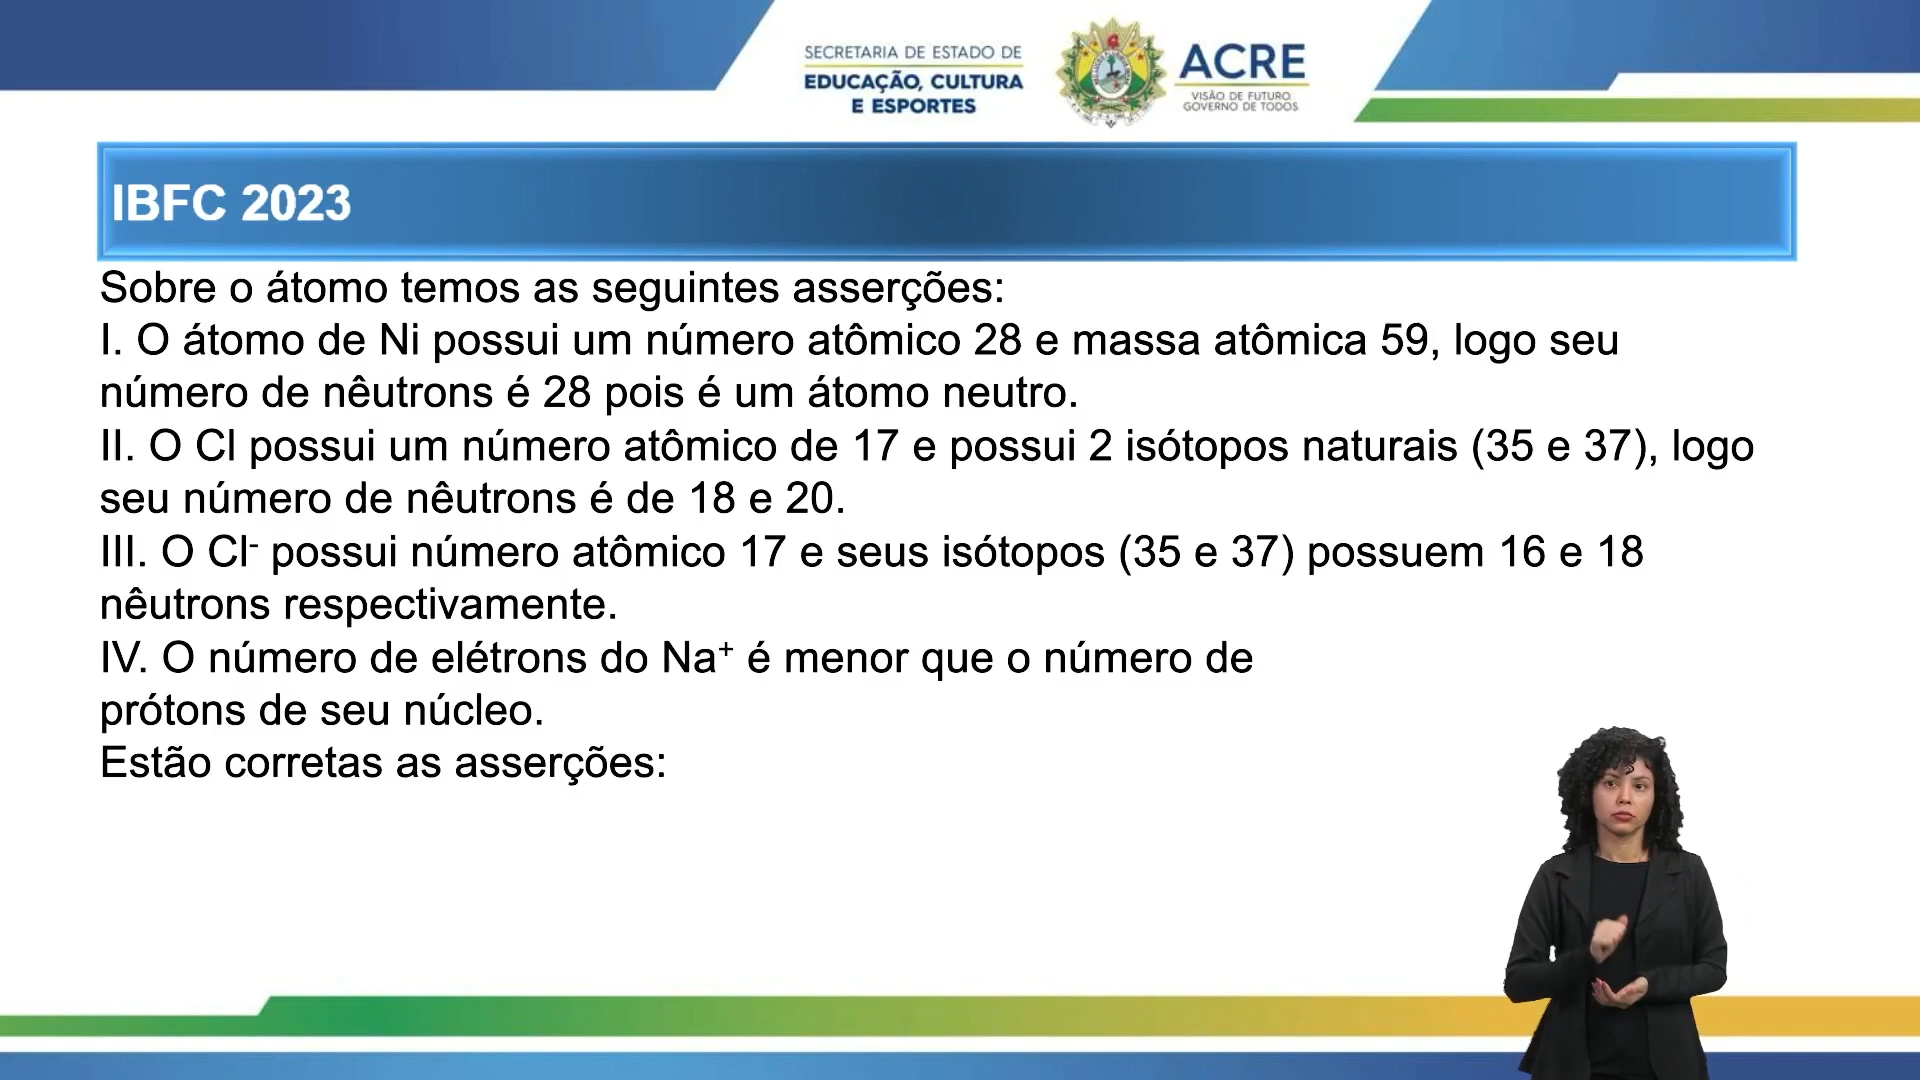 SECRETARIA DE ESTADO DE
EDUCAÇÃO, CULTURA
E ESPORTES
ACRE
VISÃO DE FUTURO.
GOVERNO DE TODOS.
IBFC 2023
Sobre o átomo temos as seguintes asserções:
I. O átomo de Ni possui um número atômico 28 e massa atômica 59, logo seu
número de nêutrons é 28 pois é um átomo neutro.
II. O Cl possui um número atômico de 17 e possui 2 isótopos naturais (35 e 37), logo
seu número de nêutrons é de 18 e 20.
III. O Cl⁻ possui número atômico 17 e seus isótopos (35 e 37) possuem 16 e 18
nêutrons respectivamente.
IV. O número de elétrons do Na⁺ é menor que o número de
prótons de seu núcleo.
Estão corretas as asserções: